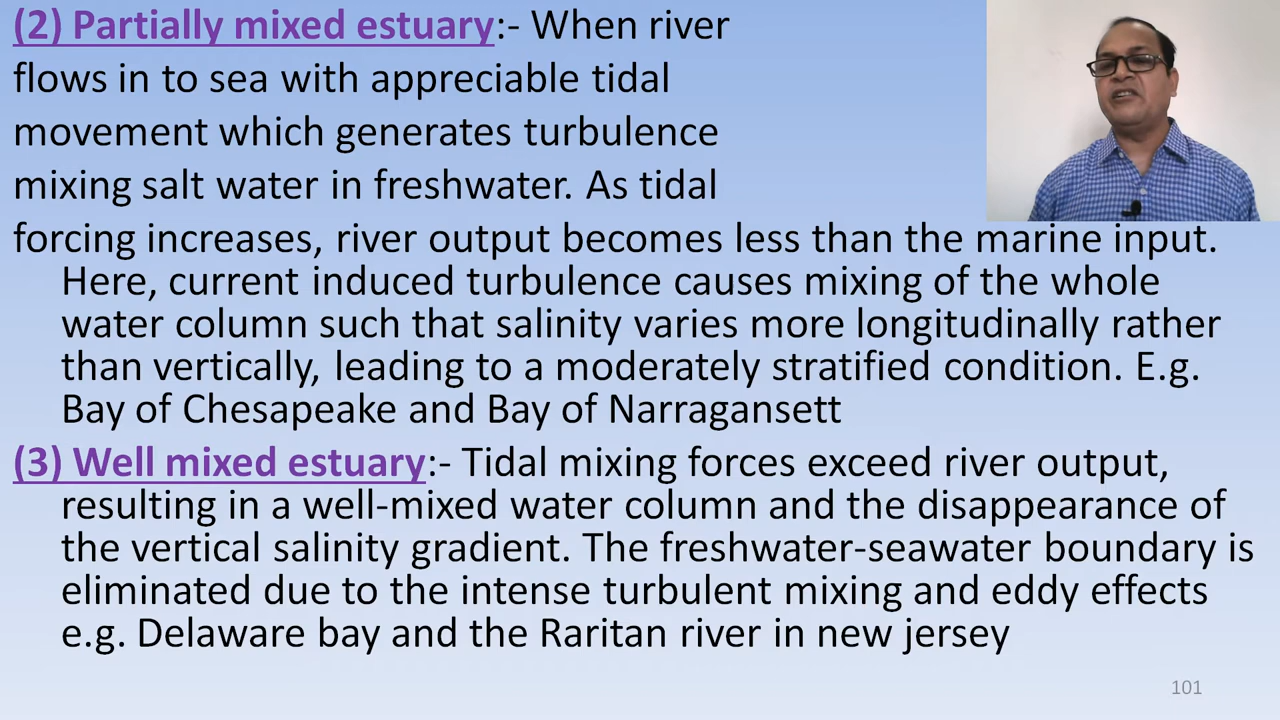 (2) Partially mixed estuary:- When river
flows in to sea with appreciable tidal
movement which generates turbulence
mixing salt water in freshwater. As tidal
forcing increases, river output becomes less than the marine input.
Here, current induced turbulence causes mixing of the whole
water column such that salinity varies more longitudinally rather
than vertically, leading to a moderately stratified condition. E.g.
Bay of Chesapeake and Bay of Narragansett
(3) Well mixed estuary:- Tidal mixing forces exceed river output,
resulting in a well-mixed water column and the disappearance of
the vertical salinity gradient. The freshwater-seawater boundary is
eliminated due to the intense turbulent mixing and eddy effects
e.g. Delaware bay and the Raritan river in new jersey
101